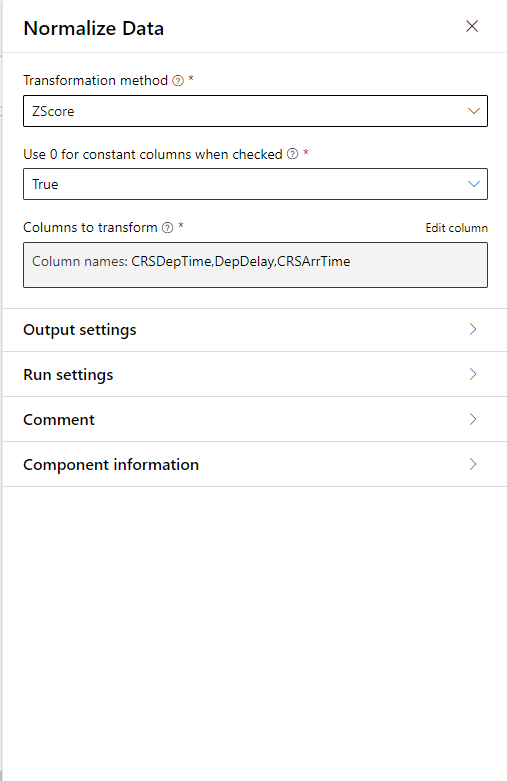 Normalize Data
Transformation method *
ZScore
Use 0 for constant columns when checked *
True
Columns to transform * Edit column
Column names: CRSDepTime,DepDelay,CRSArrTime
Output settings
Run settings
Comment
Component information